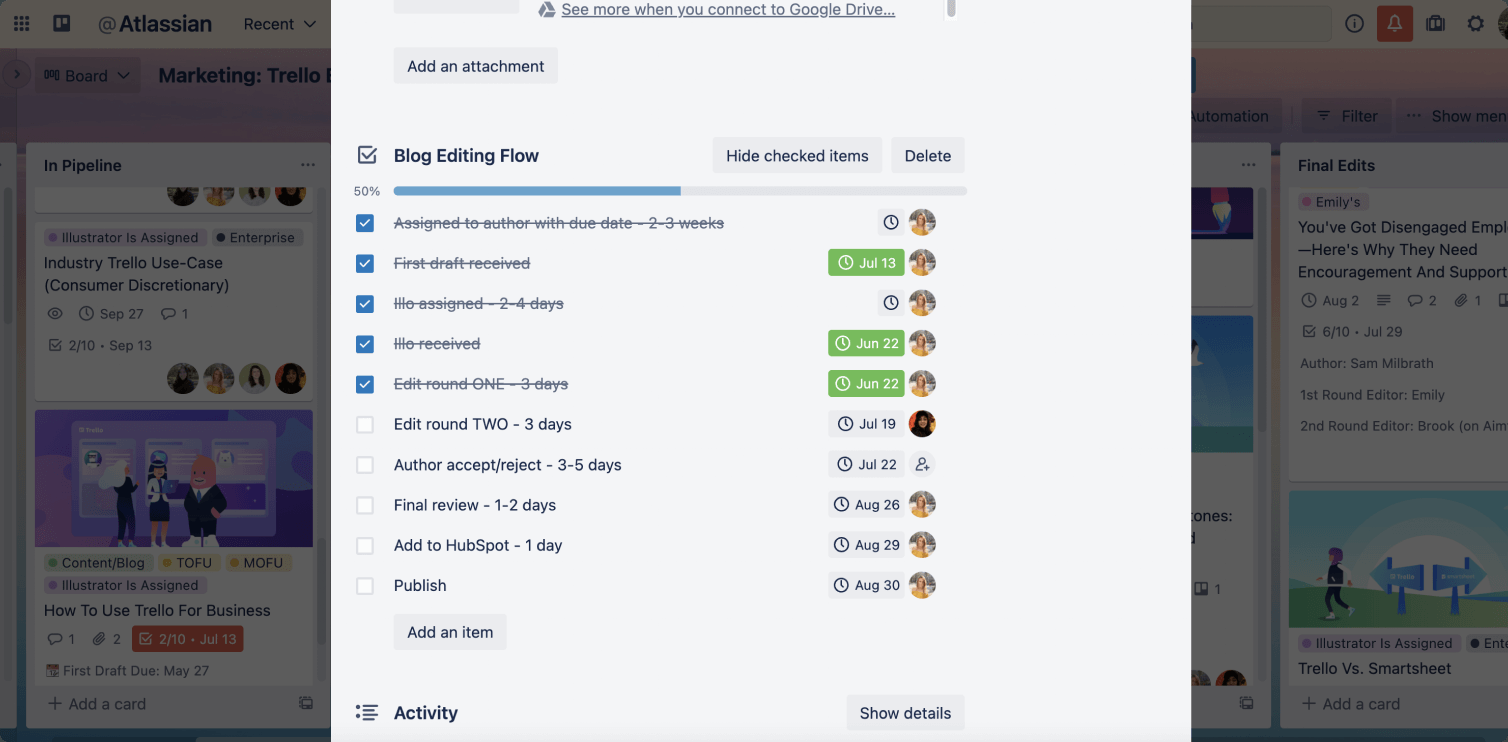 @Atlassian
Recent
Board
Marketing: Trello
Automation
Filter
Show men
In Pipeline
Illustrator Is Assigned
Enterprise
Industry Trello Use-Case
(Consumer Discretionary)
Sep 27
1
2/10 • Sep 13
Trello
Content/Blog
TOFU
MOFU
Illustrator Is Assigned
How To Use Trello For Business
1
2
2/10 • Jul 13
First Draft Due: May 27
Add a card
See more when you connect to Google Drive...
Add an attachment
Blog Editing Flow
Hide checked items
Delete
50%
Assigned to author with due date - 2-3 weeks
First draft received
Jul 13
Illo assigned - 2-4 days
Illo received
Jun 22
Edit round ONE - 3 days
Jun 22
Edit round TWO - 3 days
Jul 19
Author accept/reject - 3-5 days
Jul 22
Final review - 1-2 days
Aug 26
Add to HubSpot - 1 day
Aug 29
Publish
Aug 30
Add an item
Activity
Show details
tones:
d
1
Final Edits
Emily's
You've Got Disengaged Empl
—Here's Why They Need
Encouragement And Support
Aug 2
2
1
6/10 • Jul 29
Author: Sam Milbrath
1st Round Editor: Emily
2nd Round Editor: Brook (on Aim
Trello
Illustrator Is Assigned
Ente
Trello Vs. Smartsheet
Add a card